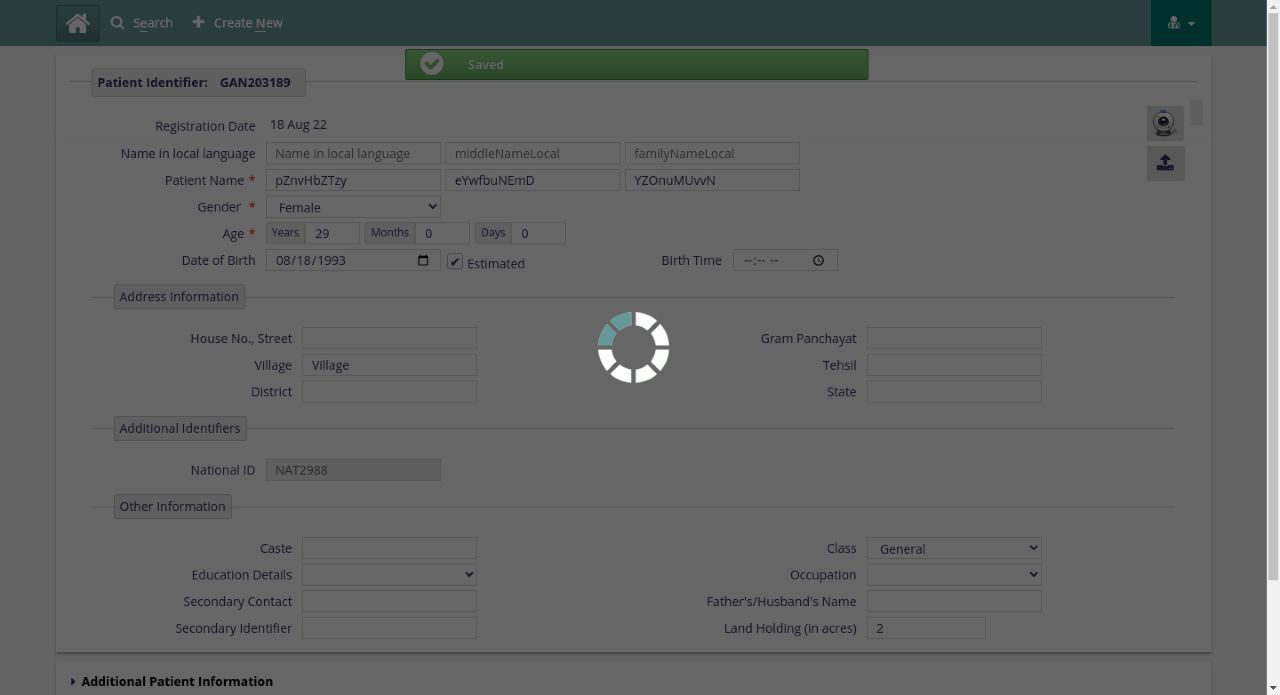 Search
Create New
Saved
Patient Identifier: GAN203189
Registration Date 18 Aug 22
Name in local language Name in local language middleNameLocal familyNameLocal
Patient Name * pZnvHbZTzy eYwfbuNEmD YZOnuMUvvN
Gender * Female
Age * Years 29 Months 0 Days 0
Date of Birth 08/18/1993 Estimated Birth Time --:-- --
Address Information
House No., Street Gram Panchayat
Village Village Tehsil
District State
Additional Identifiers
National ID NAT2988
Other Information
Caste Class General
Education Details Occupation
Secondary Contact Father's/Husband's Name
Secondary Identifier Land Holding (in acres) 2
Additional Patient Information